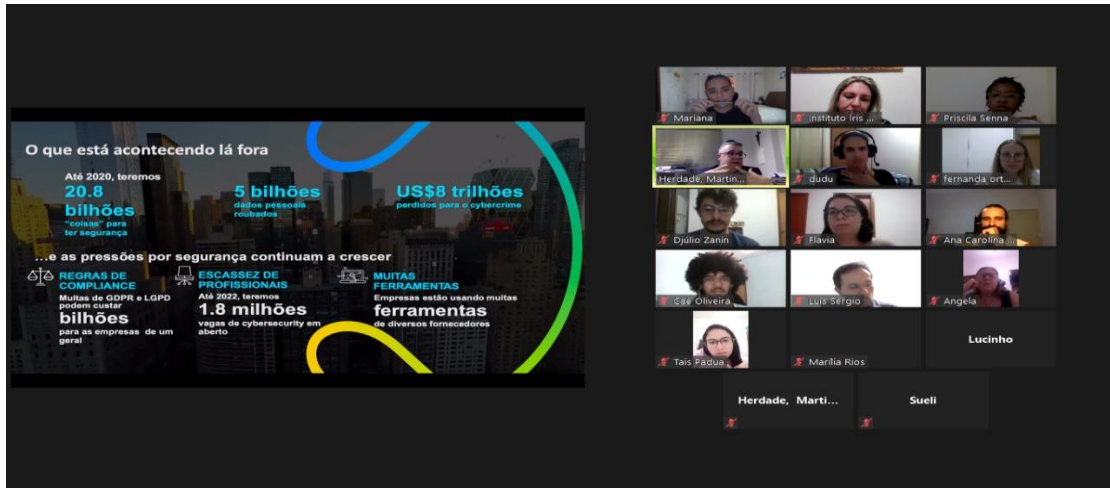 O que está acontecendo lá fora
Até 2020, teremos
20.8
bilhões
"coisas" para
ter segurança
5 bilhões
dados pessoais
roubados
US$8 trilhões
perdidos para o cybercrime
...e as pressões por segurança continuam a crescer
REGRAS DE
COMPLIANCE
Multas de GDPR e LGPD
podem custar
bilhões
para as empresas de um
geral
ESCASSEZ DE
PROFISSIONAIS
Até 2022, teremos
1.8 milhões
vagas de cybersecurity em
aberto
MUITAS
FERRAMENTAS
Empresas estão usando muitas
ferramentas
de diversos fornecedores
Mariana
Instituto Íris ...
Priscila Senna
Herdade, Martin...
dudu
fernanda ort...
Djúlio Zanin
Flavia
Ana Carolina ...
Caê Oliveira
Luis Sergio
Angela
Tais Padua
Marília Rios
Lucinho
Herdade, Marti...
Sueli